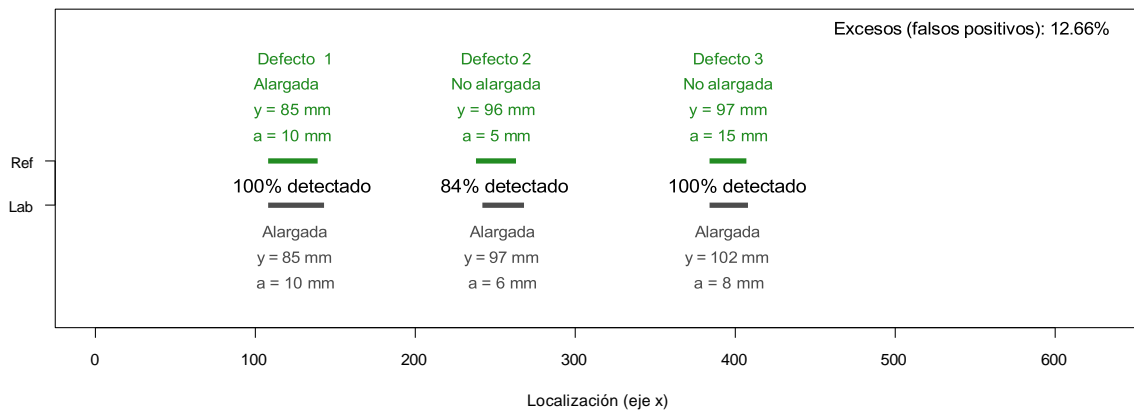 Excesos (falsos positivos): 12.66%
Defecto 1
Alargada
y = 85 mm
a = 10 mm
Defecto 2
No alargada
y = 96 mm
a = 5 mm
Defecto 3
No alargada
y = 97 mm
a = 15 mm
Ref
100% detectado
84% detectado
100% detectado
Lab
Alargada
y = 85 mm
a = 10 mm
Alargada
y = 97 mm
a = 6 mm
Alargada
y = 102 mm
a = 8 mm
0
100
200
300
400
500
600
Localización (eje x)